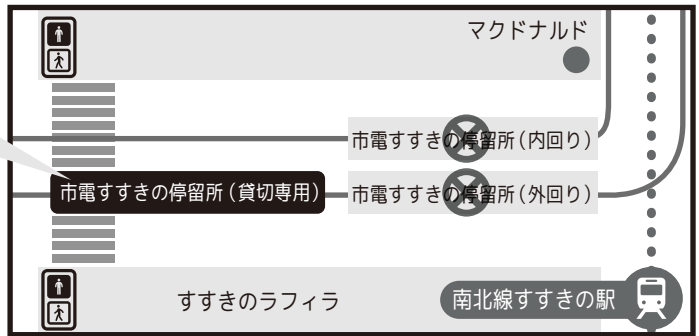 マクドナルド
市電すすきの停留所(内回り)
市電すすきの停留所(貸切専用)
市電すすきの停留所(外回り)
すすきのラフィラ
南北線すすきの駅